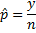 p̂ = y/n